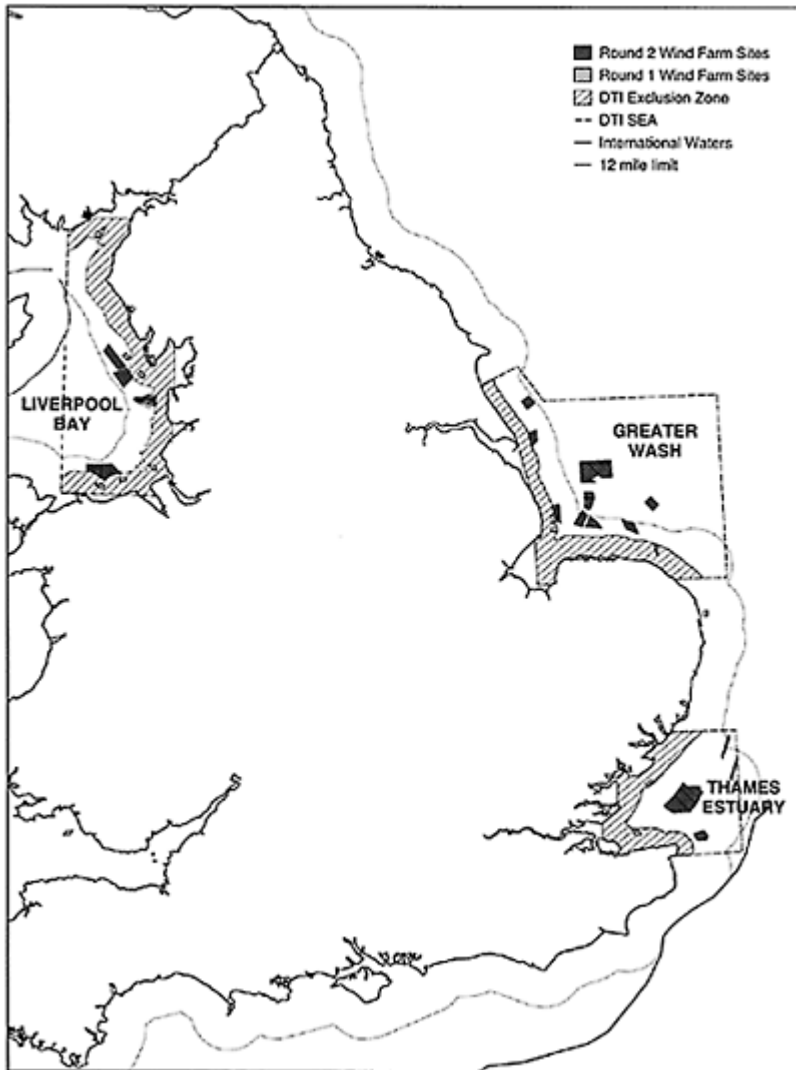 Round 2 Wind Farm Sites
Round 1 Wind Farm Sites
DTI Exclusion Zone
DTI SEA
International Waters
12 mile limit
LIVERPOOL
BAY
GREATER
WASH
THAMES
ESTUARY